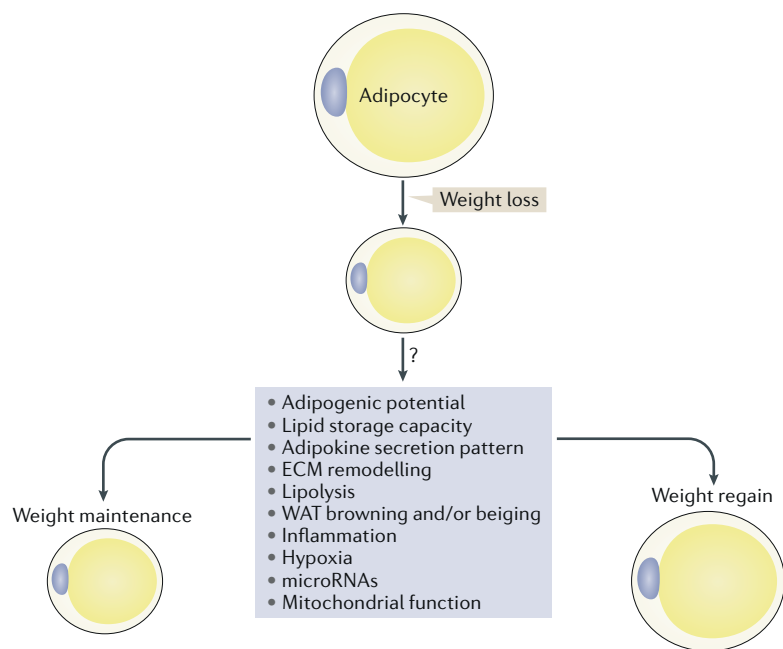 Adipocyte
Weight loss
?
• Adipogenic potential
• Lipid storage capacity
• Adipokine secretion pattern
• ECM remodelling
• Lipolysis
• WAT browning and/or beiging
• Inflammation
• Hypoxia
• microRNAs
• Mitochondrial function
Weight maintenance
Weight regain